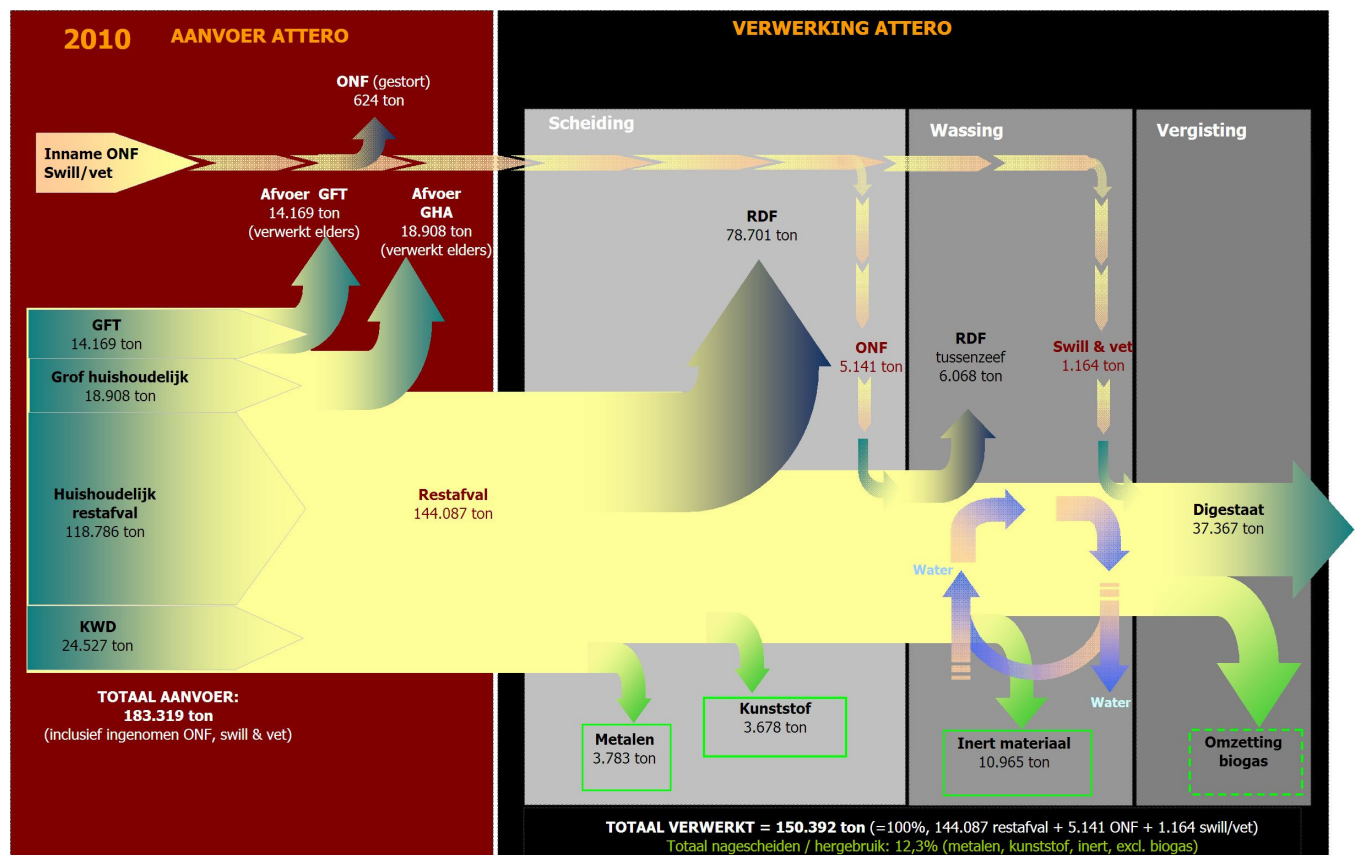 2010 AANVOER ATTERO
VERWERKING ATTERO
ONF (gestort)
624 ton
Scheiding
Wassing
Vergisting
Inname ONF
Swill/vet
Afvoer GFT
14.169 ton
(verwerkt elders)
Afvoer
GHA
18.908 ton
(verwerkt elders)
RDF
78.701 ton
GFT
14.169 ton
Grof huishoudelijk
18.908 ton
ONF
5.141 ton
RDF
tussenzeef
6.068 ton
Swill & vet
1.164 ton
Huishoudelijk
restafval
118.786 ton
Restafval
144.087 ton
Digestaat
37.367 ton
Water
KWD
24.527 ton
TOTAAL AANVOER:
183.319 ton
(inclusief ingenomen ONF, swill & vet)
Water
Metalen
3.783 ton
Kunststof
3.678 ton
Inert materiaal
10.965 ton
Omzetting
biogas
TOTAAL VERWERKT = 150.392 ton (=100%, 144.087 restafval + 5.141 ONF + 1.164 swill/vet)
Totaal nagescheiden / hergebruik: 12,3% (metalen, kunststof, inert, excl. biogas)